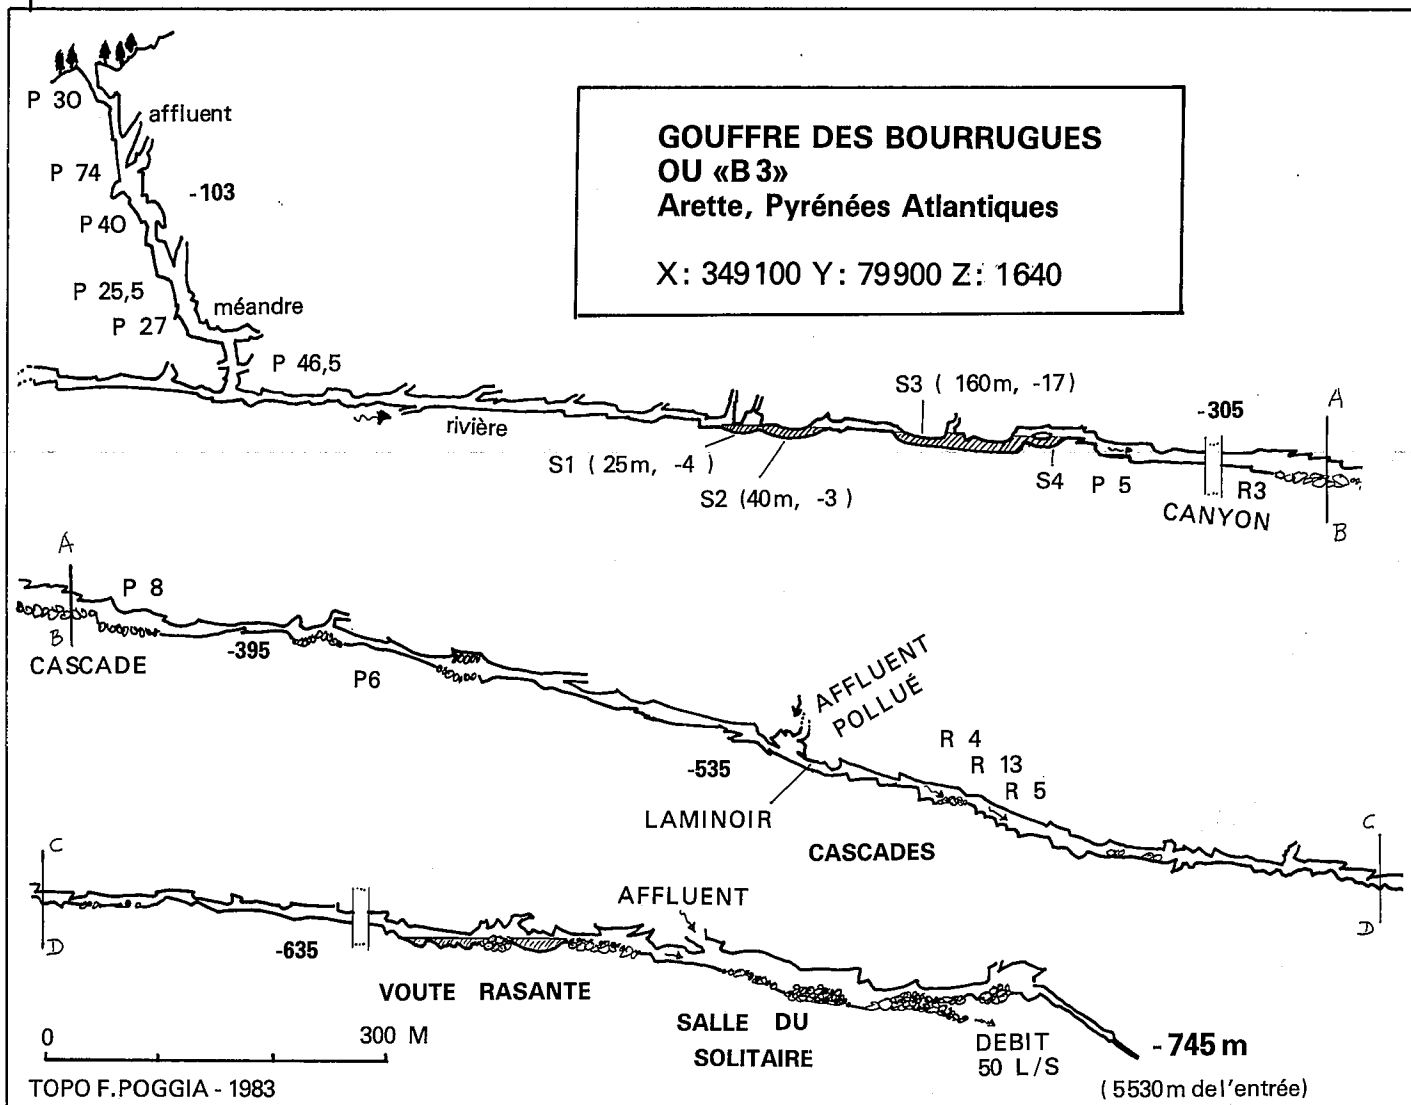 GOUFFRE DES BOURRUGUES
OU «B3»
Arette, Pyrénées Atlantiques
X: 349100 Y: 79900 Z: 1640
P 30
affluent
P 74
-103
P 40
P 25,5
méandre
P 27
P 46,5
rivière
S1 (25m, -4)
S2 (40m, -3)
S3 (160m, -17)
S4
P 5
-305
R3
CANYON
A
B
A
B
P 8
CASCADE
-395
P6
-535
AFFLUENT
POLLUÉ
LAMINOIR
R 4
R 13
R 5
CASCADES
C
D
C
D
-635
VOUTE RASANTE
AFFLUENT
SALLE DU
SOLITAIRE
DEBIT
50 L/S
-745m
(5530m de l'entrée)
0 300 M
TOPO F.POGGIA - 1983